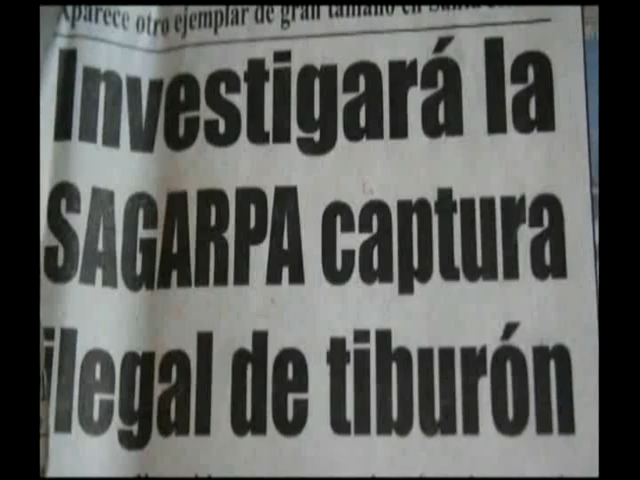 Aparece otro ejemplar de gran tamaño en
Investigará la
SAGARPA captura
ilegal de tiburón